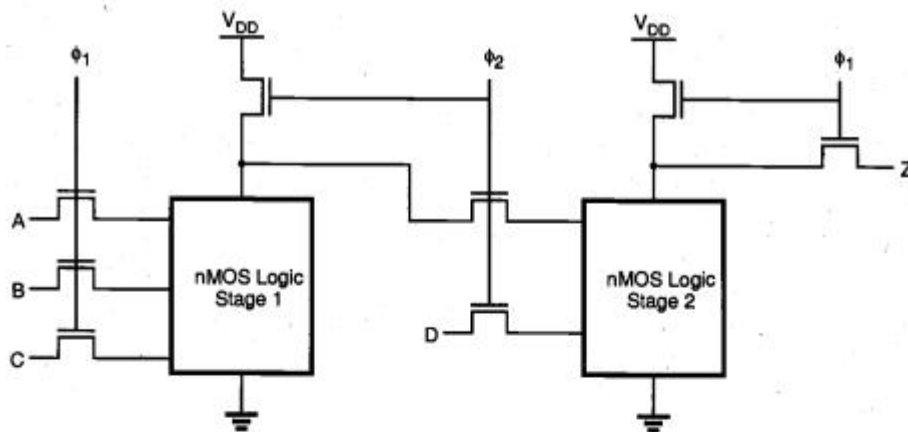 V_DD
V_DD
ϕ₁
ϕ₂
ϕ₁
A
Z
B
nMOS Logic
Stage 1
nMOS Logic
Stage 2
C
D